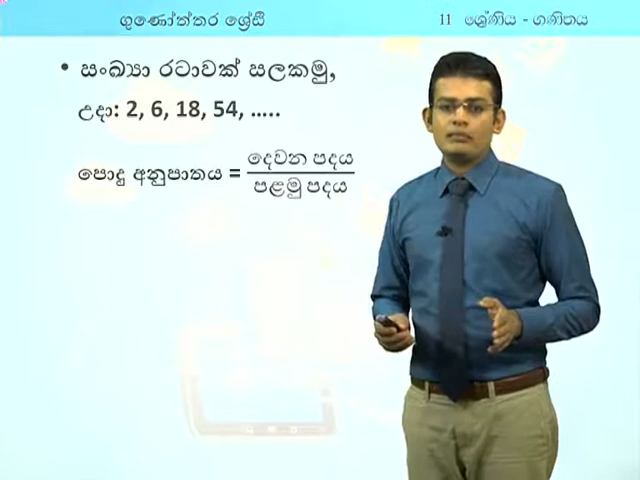 ගුණෝත්තර ශ්‍රේඪි
11 ශ්‍රේණිය - ගණිතය
• සංඛ්‍යා රටාවක් සලකමු,
උදා: 2, 6, 18, 54, .....
පොදු අනුපාතය = දෙවන පදය
පළමු පදය